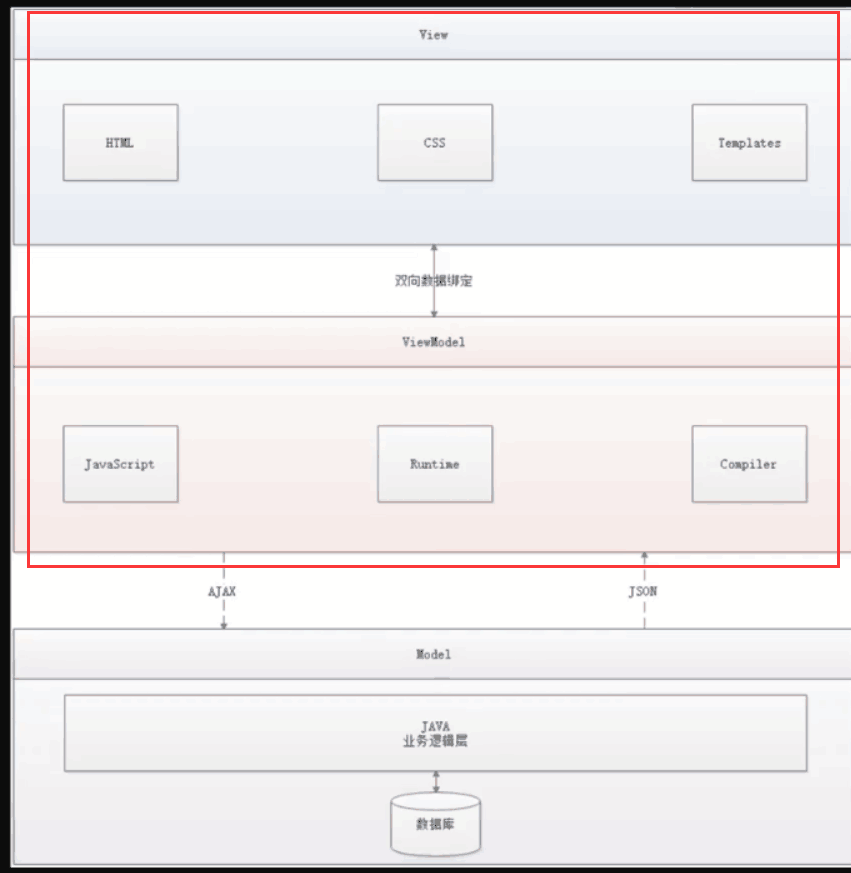 View
HTML
CSS
Templates
双向数据绑定
ViewModel
JavaScript
Runtime
Compiler
AJAX
JSON
Model
JAVA
业务逻辑层
数据库